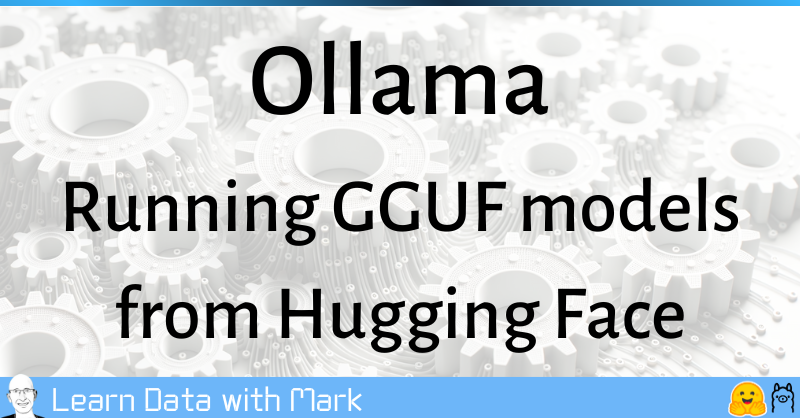 Ollama
Running GGUF models
from Hugging Face
Learn Data with Mark